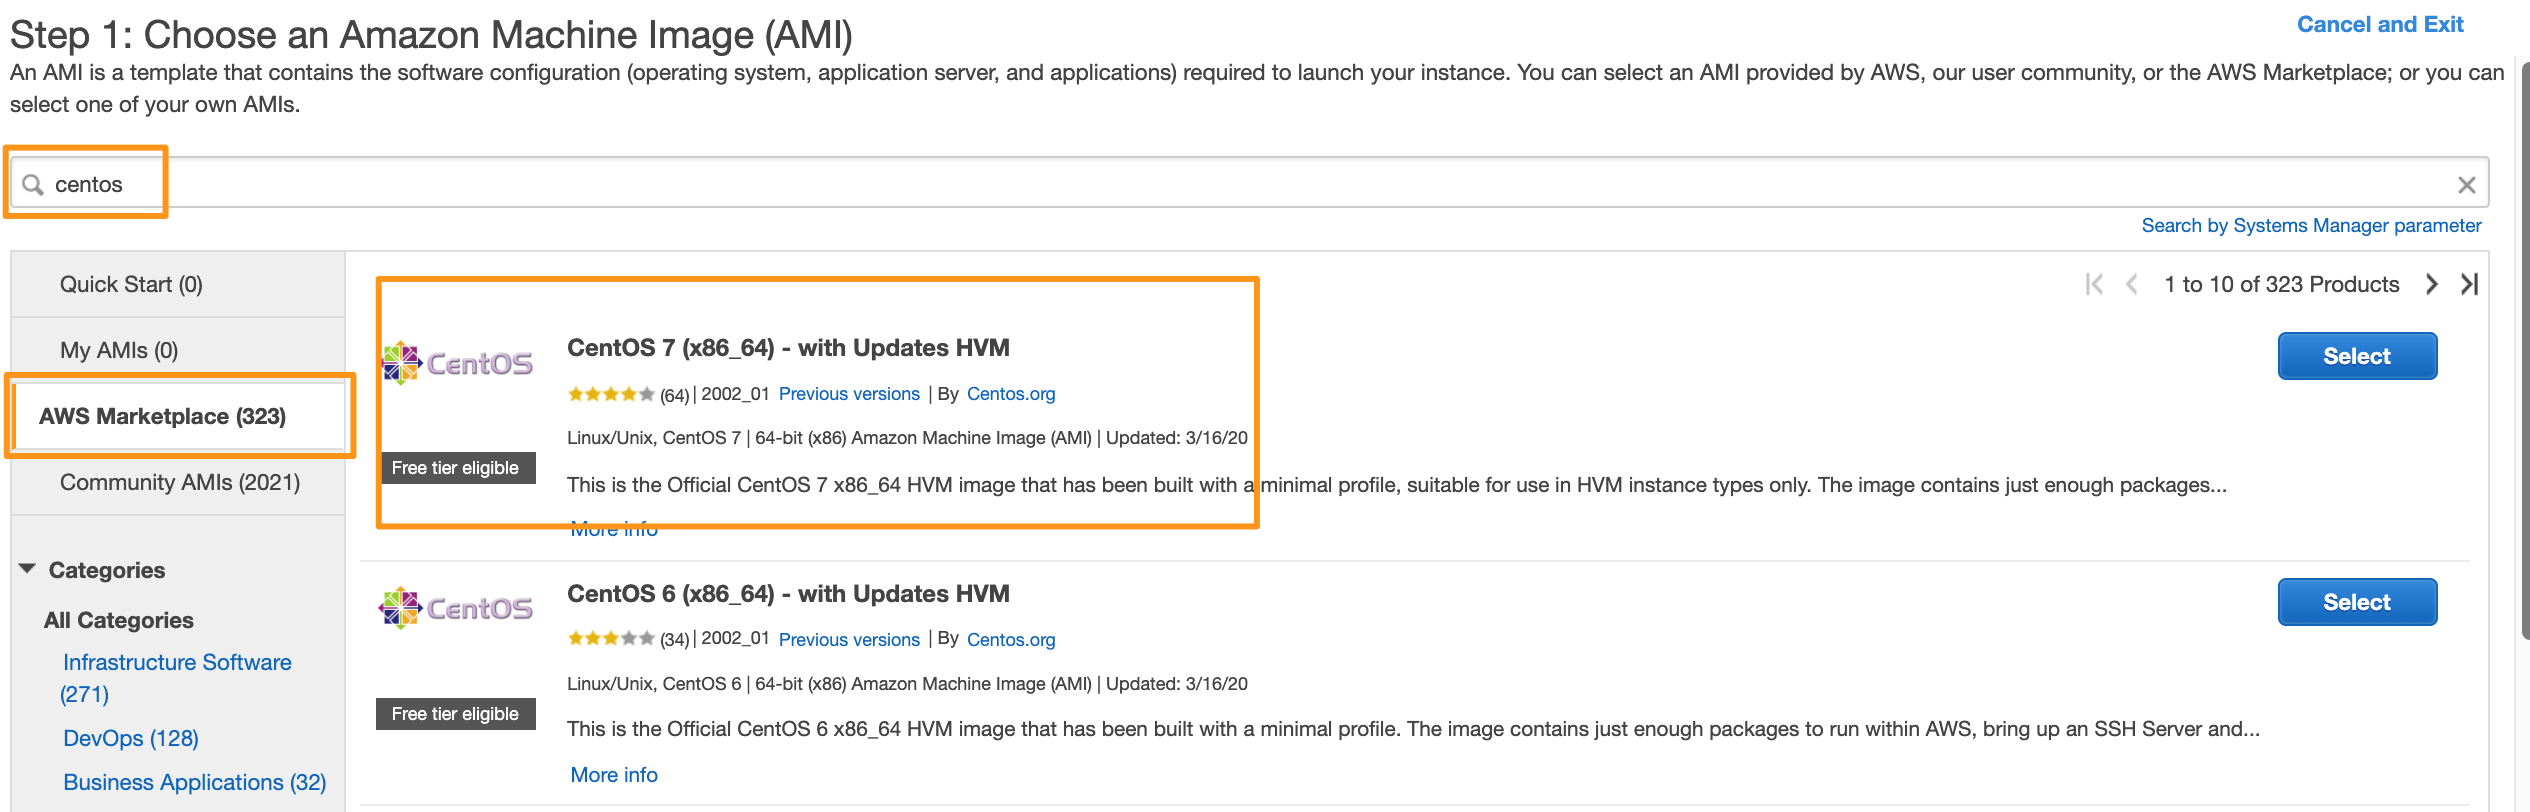 Step 1: Choose an Amazon Machine Image (AMI)
Cancel and Exit
An AMI is a template that contains the software configuration (operating system, application server, and applications) required to launch your instance. You can select an AMI provided by AWS, our user community, or the AWS Marketplace; or you can
select one of your own AMIs.
centos
Search by Systems Manager parameter
Quick Start (0)
My AMIs (0)
AWS Marketplace (323)
Community AMIs (2021)
Categories
All Categories
Infrastructure Software
(271)
DevOps (128)
Business Applications (32)
1 to 10 of 323 Products
CentOS
Free tier eligible
CentOS 7 (x86_64) - with Updates HVM
(64) | 2002_01 Previous versions | By Centos.org
Linux/Unix, CentOS 7 | 64-bit (x86) Amazon Machine Image (AMI) | Updated: 3/16/20
This is the Official CentOS 7 x86_64 HVM image that has been built with a minimal profile, suitable for use in HVM instance types only. The image contains just enough packages...
More info
Select
CentOS
Free tier eligible
CentOS 6 (x86_64) - with Updates HVM
(34) | 2002_01 Previous versions | By Centos.org
Linux/Unix, CentOS 6 | 64-bit (x86) Amazon Machine Image (AMI) | Updated: 3/16/20
This is the Official CentOS 6 x86_64 HVM image that has been built with a minimal profile. The image contains just enough packages to run within AWS, bring up an SSH Server and...
More info
Select